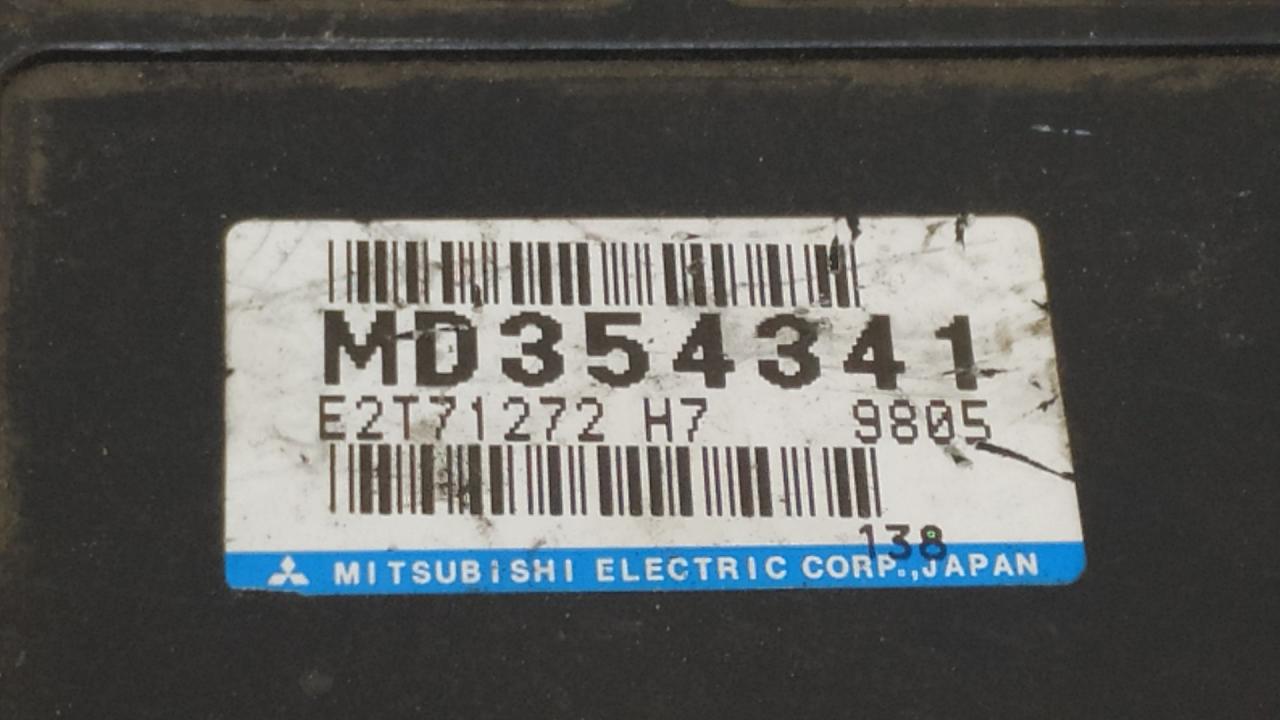 MD354341
E2T71272 H7 9805
138
MITSUBISHI ELECTRIC CORP.,JAPAN